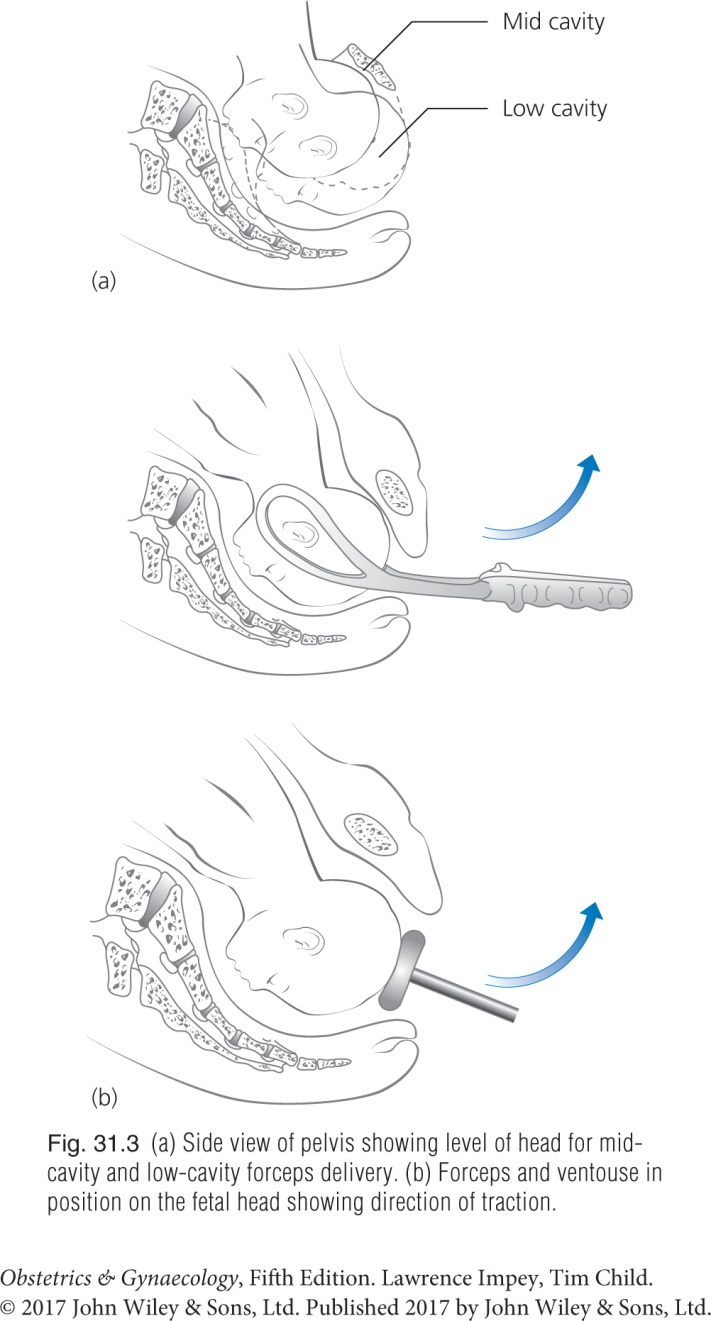 Mid cavity
Low cavity
(a)
(b)
Fig. 31.3 (a) Side view of pelvis showing level of head for mid-
cavity and low-cavity forceps delivery. (b) Forceps and ventouse in
position on the fetal head showing direction of traction.
Obstetrics & Gynaecology, Fifth Edition. Lawrence Impey, Tim Child.
© 2017 John Wiley & Sons, Ltd. Published 2017 by John Wiley & Sons, Ltd.